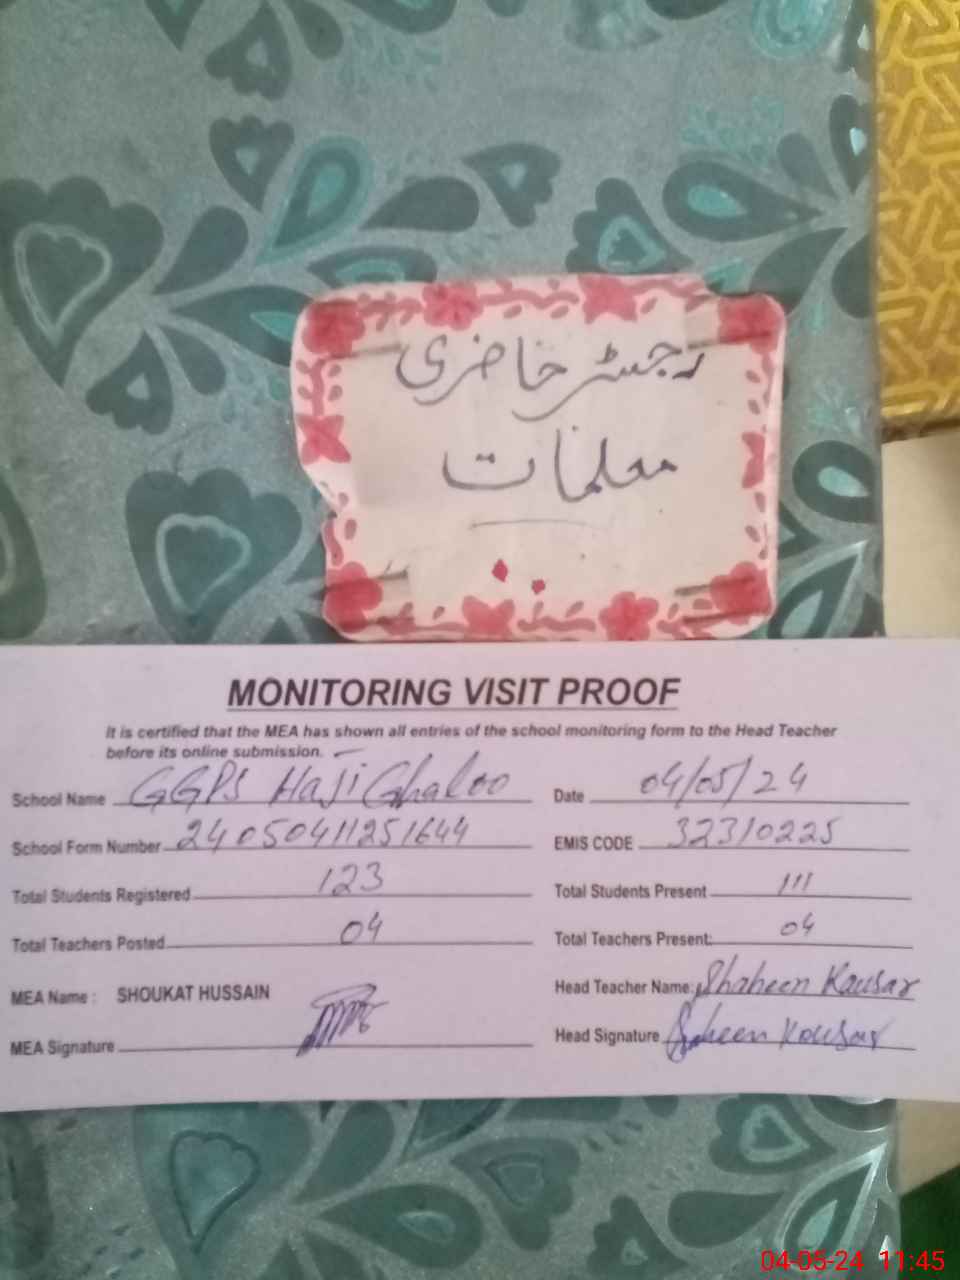 رجسٹر حاضری
معلمات
MONITORING VISIT PROOF
It is certified that the MEA has shown all entries of the school monitoring form to the Head Teacher
before its online submission.
School Name GGPS Haji Ghaloo Date 04/05/24
School Form Number 24050411251644 EMIS CODE 32310225
Total Students Registered 123 Total Students Present 111
Total Teachers Posted 04 Total Teachers Present: 04
MEA Name : SHOUKAT HUSSAIN Head Teacher Name: Shaheen Kausar
MEA Signature Head Signature Shaheen Kousar
04-05-24 11:45